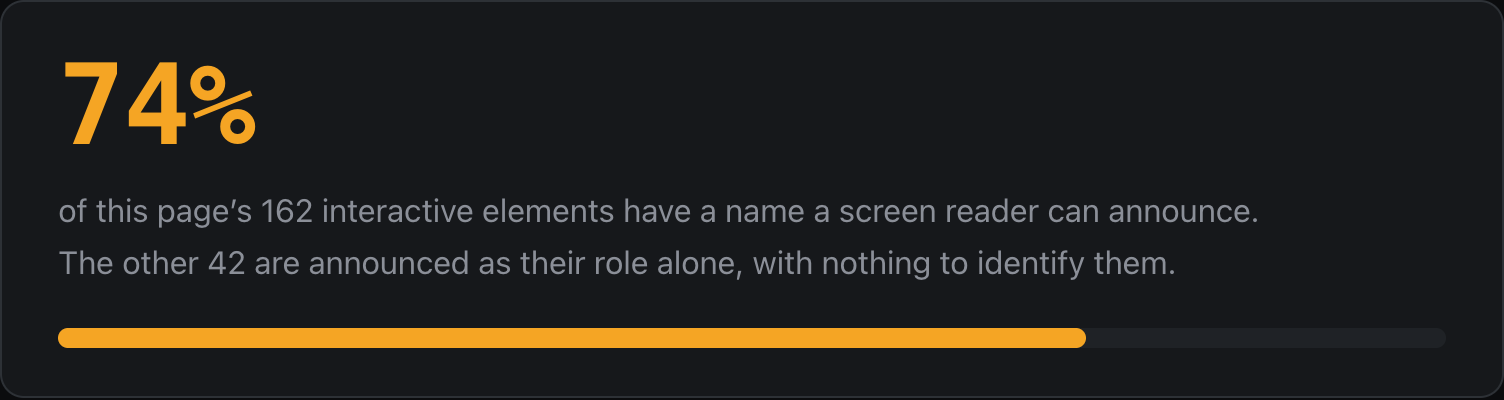 74%
of this page’s 162 interactive elements have a name a screen reader can announce.
The other 42 are announced as their role alone, with nothing to identify them.